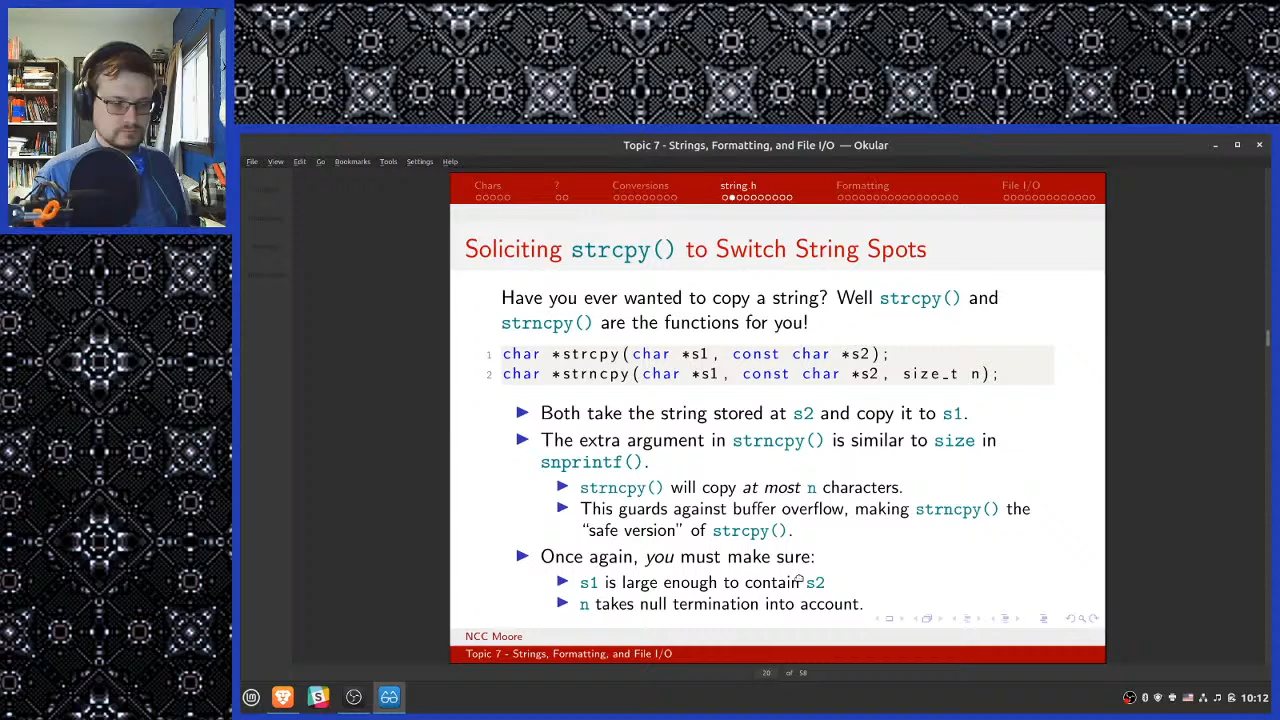 Topic 7 - Strings, Formatting, and File I/O — Okular
File View Edit Go Bookmarks Tools Settings Help
Chars ? Conversions string.h Formatting File I/O
Soliciting strcpy() to Switch String Spots
Have you ever wanted to copy a string? Well strcpy() and
strncpy() are the functions for you!
1 char *strcpy(char *s1, const char *s2);
2 char *strncpy(char *s1, const char *s2, size_t n);
Both take the string stored at s2 and copy it to s1.
The extra argument in strncpy() is similar to size in
snprintf().
strncpy() will copy at most n characters.
This guards against buffer overflow, making strncpy() the
“safe version” of strcpy().
Once again, you must make sure:
s1 is large enough to contain s2
n takes null termination into account.
NCC Moore
Topic 7 - Strings, Formatting, and File I/O
20 of 58
10:12